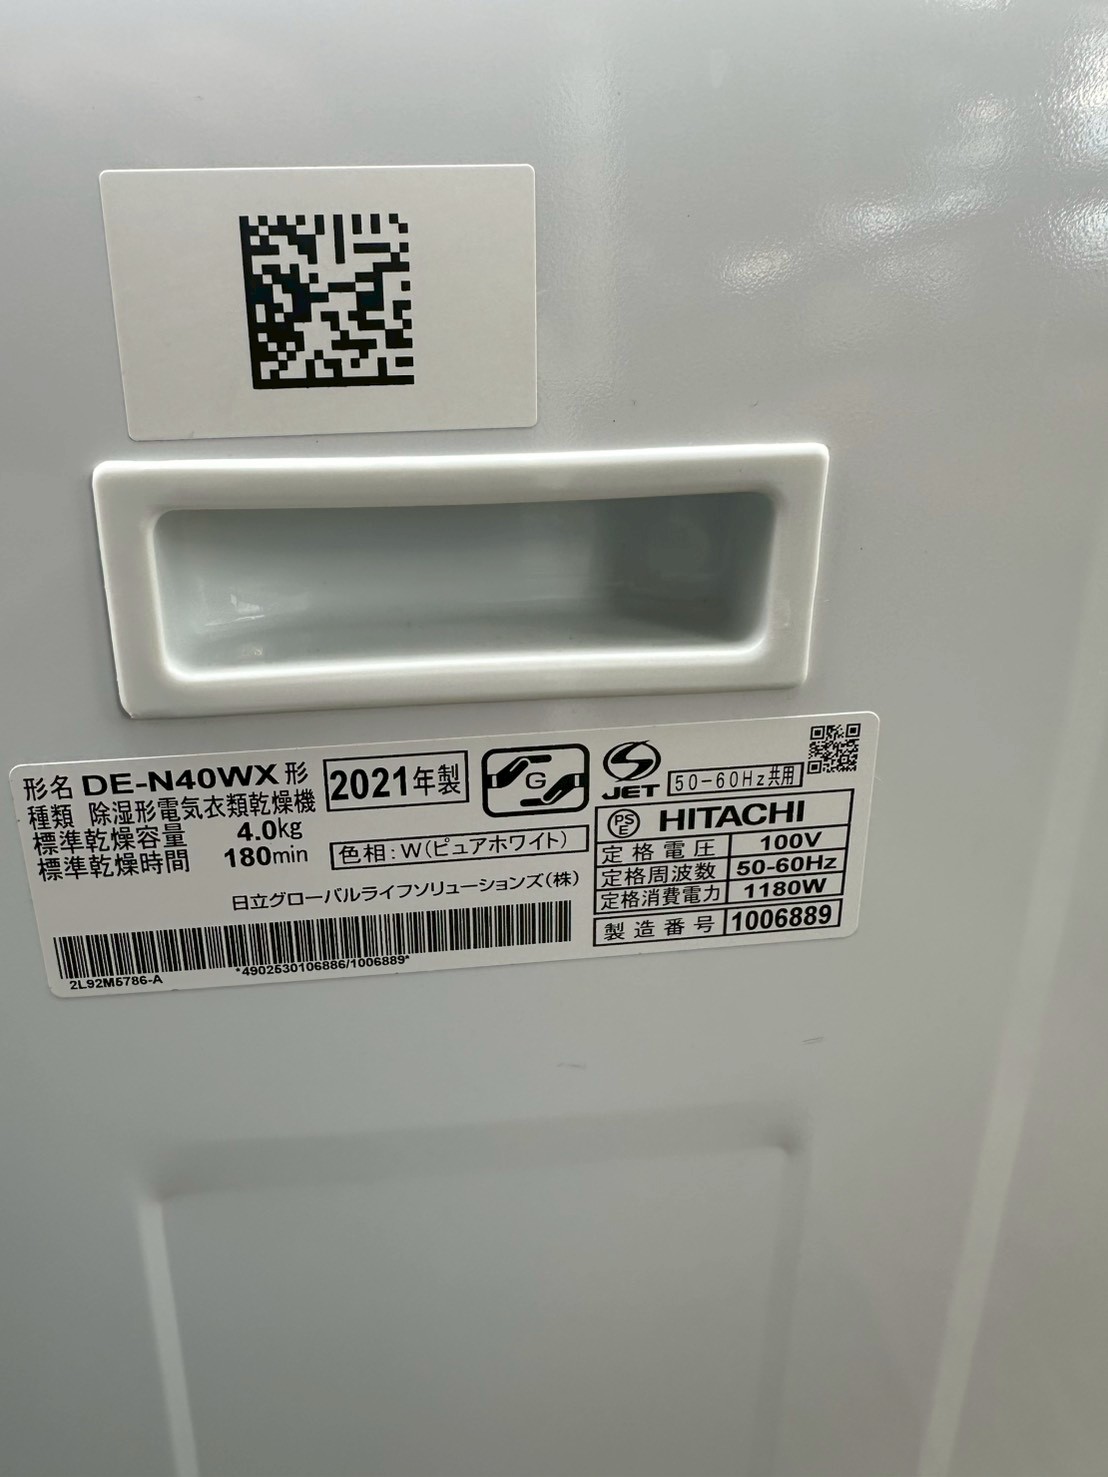 形名 DE-N40WX 形
2021年製
種類 除湿形電気衣類乾燥機
標準乾燥容量 4.0kg
標準乾燥時間 180min
色相:W(ピュアホワイト)
日立グローバルライフソリューションズ(株)
*4902530106886/1006889*
2L92M5786-A
G
JET
50-60Hz共用
PS
E
HITACHI
定格電圧 100V
定格周波数 50-60Hz
定格消費電力 1180W
製造番号 1006889